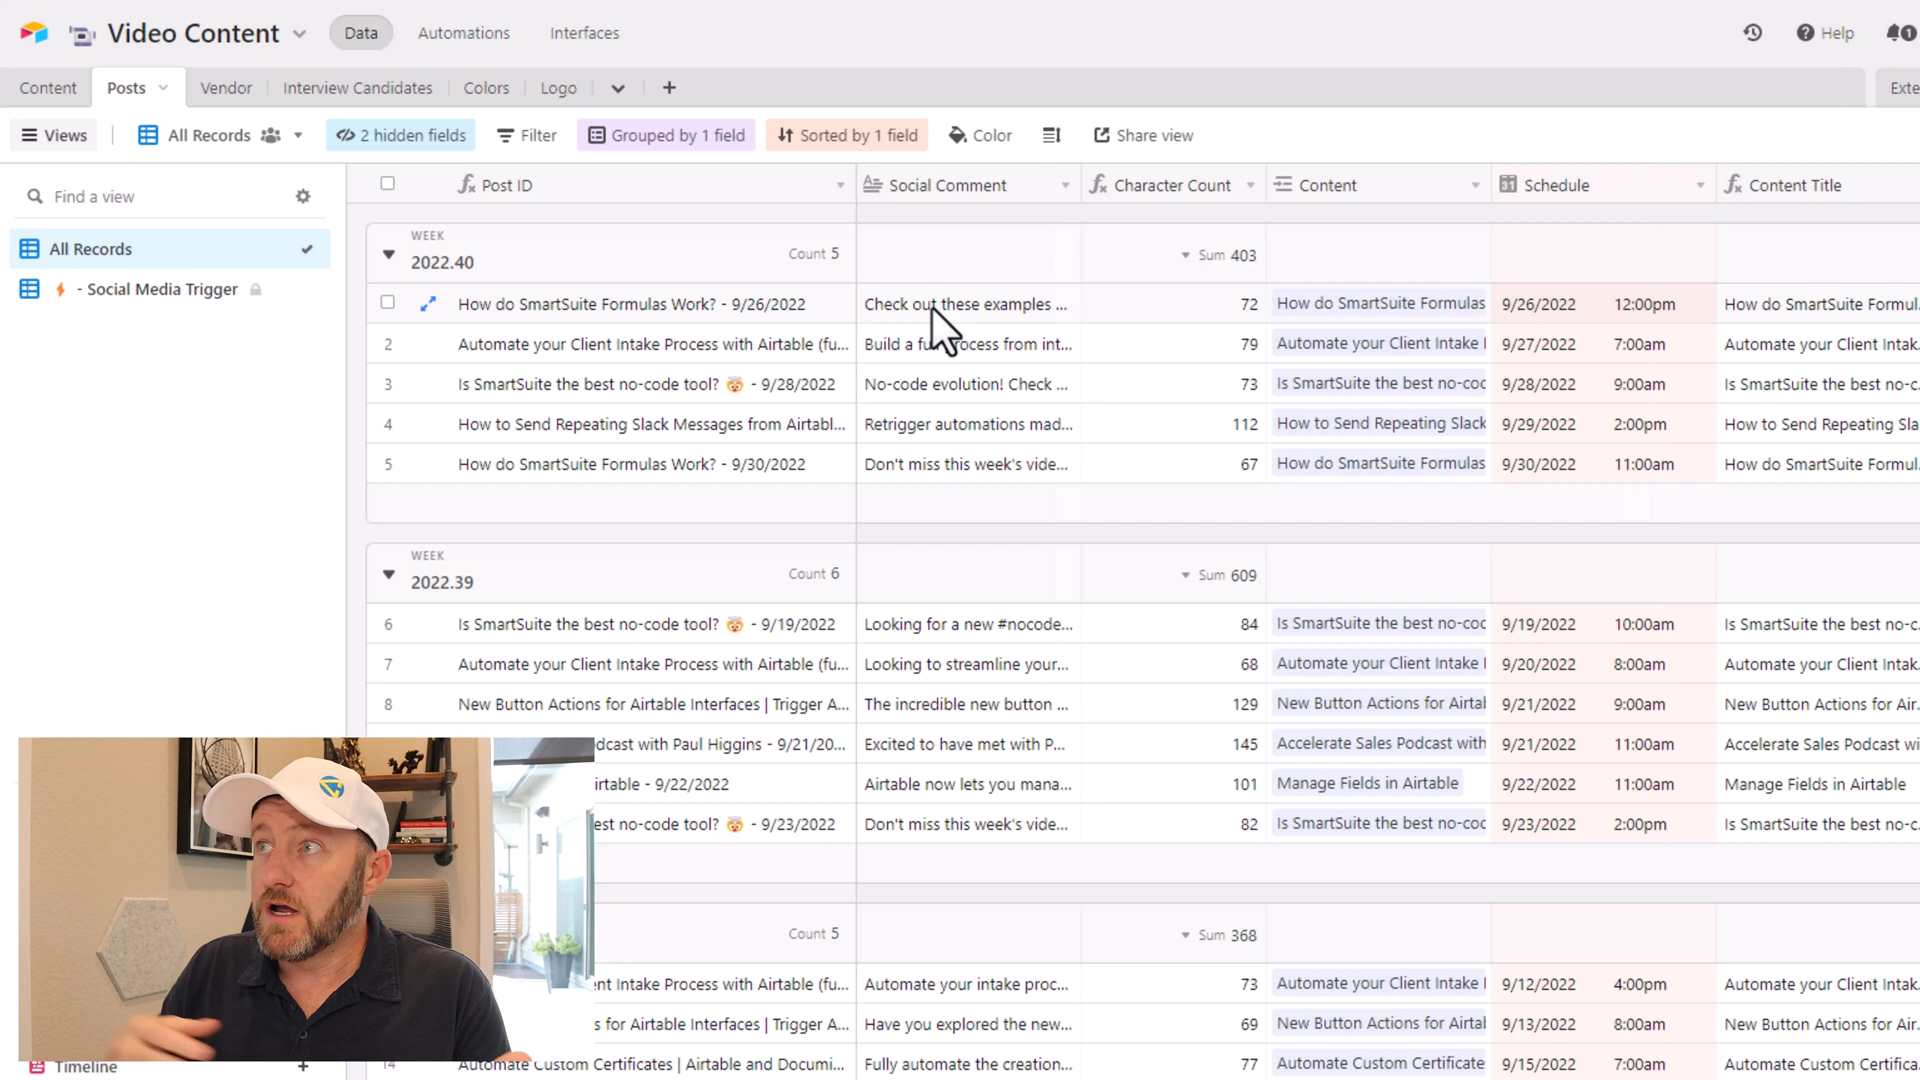 Video Content
Data
Automations
Interfaces
Help
1
Content
Posts
Vendor
Interview Candidates
Colors
Logo
Exte
Views
All Records
2 hidden fields
Filter
Grouped by 1 field
Sorted by 1 field
Color
Share view
Find a view
All Records
- Social Media Trigger
Timeline
Post ID
Social Comment
Character Count
Content
Schedule
Content Title
WEEK
2022.40
Count 5
Sum 403
How do SmartSuite Formulas Work? - 9/26/2022 Check out these examples ... 72 How do SmartSuite Formulas 9/26/2022 12:00pm How do SmartSuite Formul...
2 Automate your Client Intake Process with Airtable (fu... Build a fu process from int... 79 Automate your Client Intake 9/27/2022 7:00am Automate your Client Intak...
3 Is SmartSuite the best no-code tool? 🤯 - 9/28/2022 No-code evolution! Check ... 73 Is SmartSuite the best no-coc 9/28/2022 9:00am Is SmartSuite the best no-c...
4 How to Send Repeating Slack Messages from Airtabl... Retrigger automations mad... 112 How to Send Repeating Slack 9/29/2022 2:00pm How to Send Repeating Sla
5 How do SmartSuite Formulas Work? - 9/30/2022 Don't miss this week's vide... 67 How do SmartSuite Formulas 9/30/2022 11:00am How do SmartSuite Formul...
WEEK
2022.39
Count 6
Sum 609
6 Is SmartSuite the best no-code tool? 🤯 - 9/19/2022 Looking for a new #nocode... 84 Is SmartSuite the best no-coc 9/19/2022 10:00am Is SmartSuite the best no-c...
7 Automate your Client Intake Process with Airtable (fu... Looking to streamline your... 68 Automate your Client Intake 9/20/2022 8:00am Automate your Client Intak...
8 New Button Actions for Airtable Interfaces | Trigger A... The incredible new button ... 129 New Button Actions for Airtal 9/21/2022 9:00am New Button Actions for Air...
dcast with Paul Higgins - 9/21/20... Excited to have met with P... 145 Accelerate Sales Podcast with 9/21/2022 11:00am Accelerate Sales Podcast wi
irtable - 9/22/2022 Airtable now lets you mana... 101 Manage Fields in Airtable 9/22/2022 11:00am Manage Fields in Airtable
est no-code tool? 🤯 - 9/23/2022 Don't miss this week's vide... 82 Is SmartSuite the best no-coc 9/23/2022 2:00pm Is SmartSuite the best no-c...
Count 5
Sum 368
nt Intake Process with Airtable (fu... Automate your intake proc... 73 Automate your Client Intake 9/12/2022 4:00pm Automate your Client Intak...
s for Airtable Interfaces | Trigger A... Have you explored the new... 69 New Button Actions for Airtal 9/13/2022 8:00am New Button Actions for Air...
14 Automate Custom Certificates | Airtable and Docum... Fully automate the creation... 77 Automate Custom Certificate 9/15/2022 7:00am Automate Custom Certific...